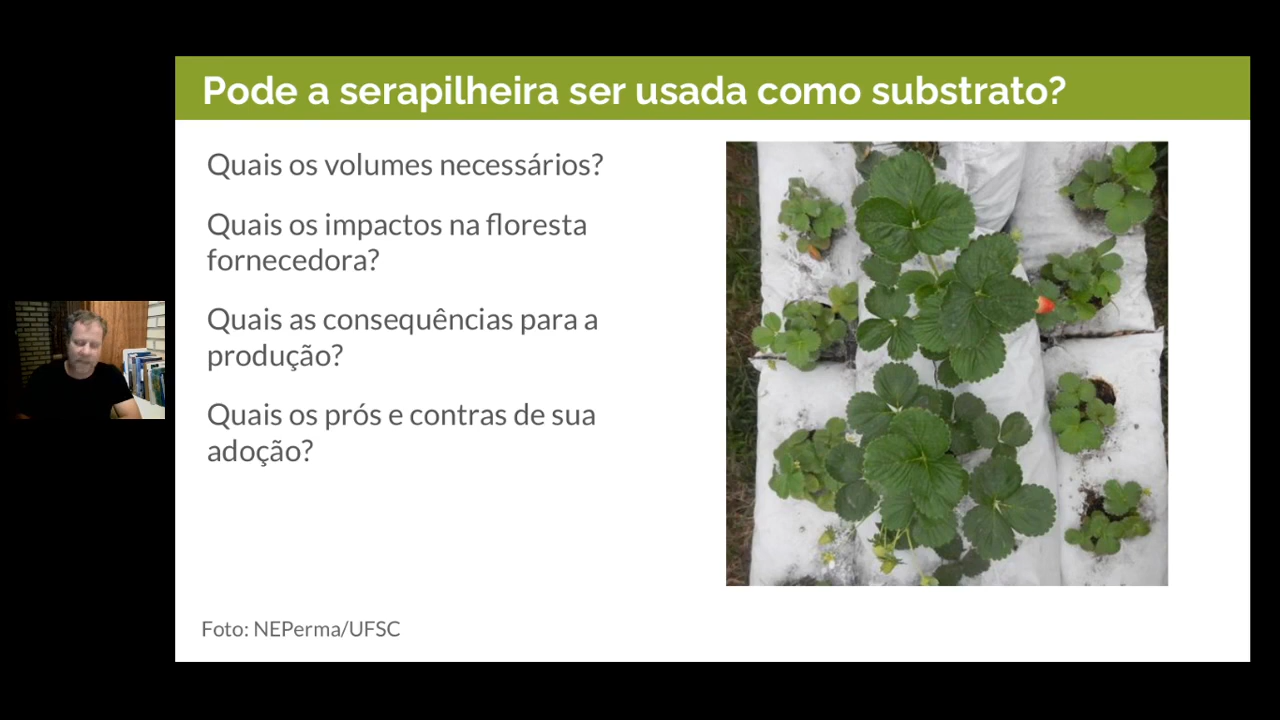 Pode a serapilheira ser usada como substrato?
Quais os volumes necessários?
Quais os impactos na floresta
fornecedora?
Quais as consequências para a
produção?
Quais os prós e contras de sua
adoção?
Foto: NEPerma/UFSC